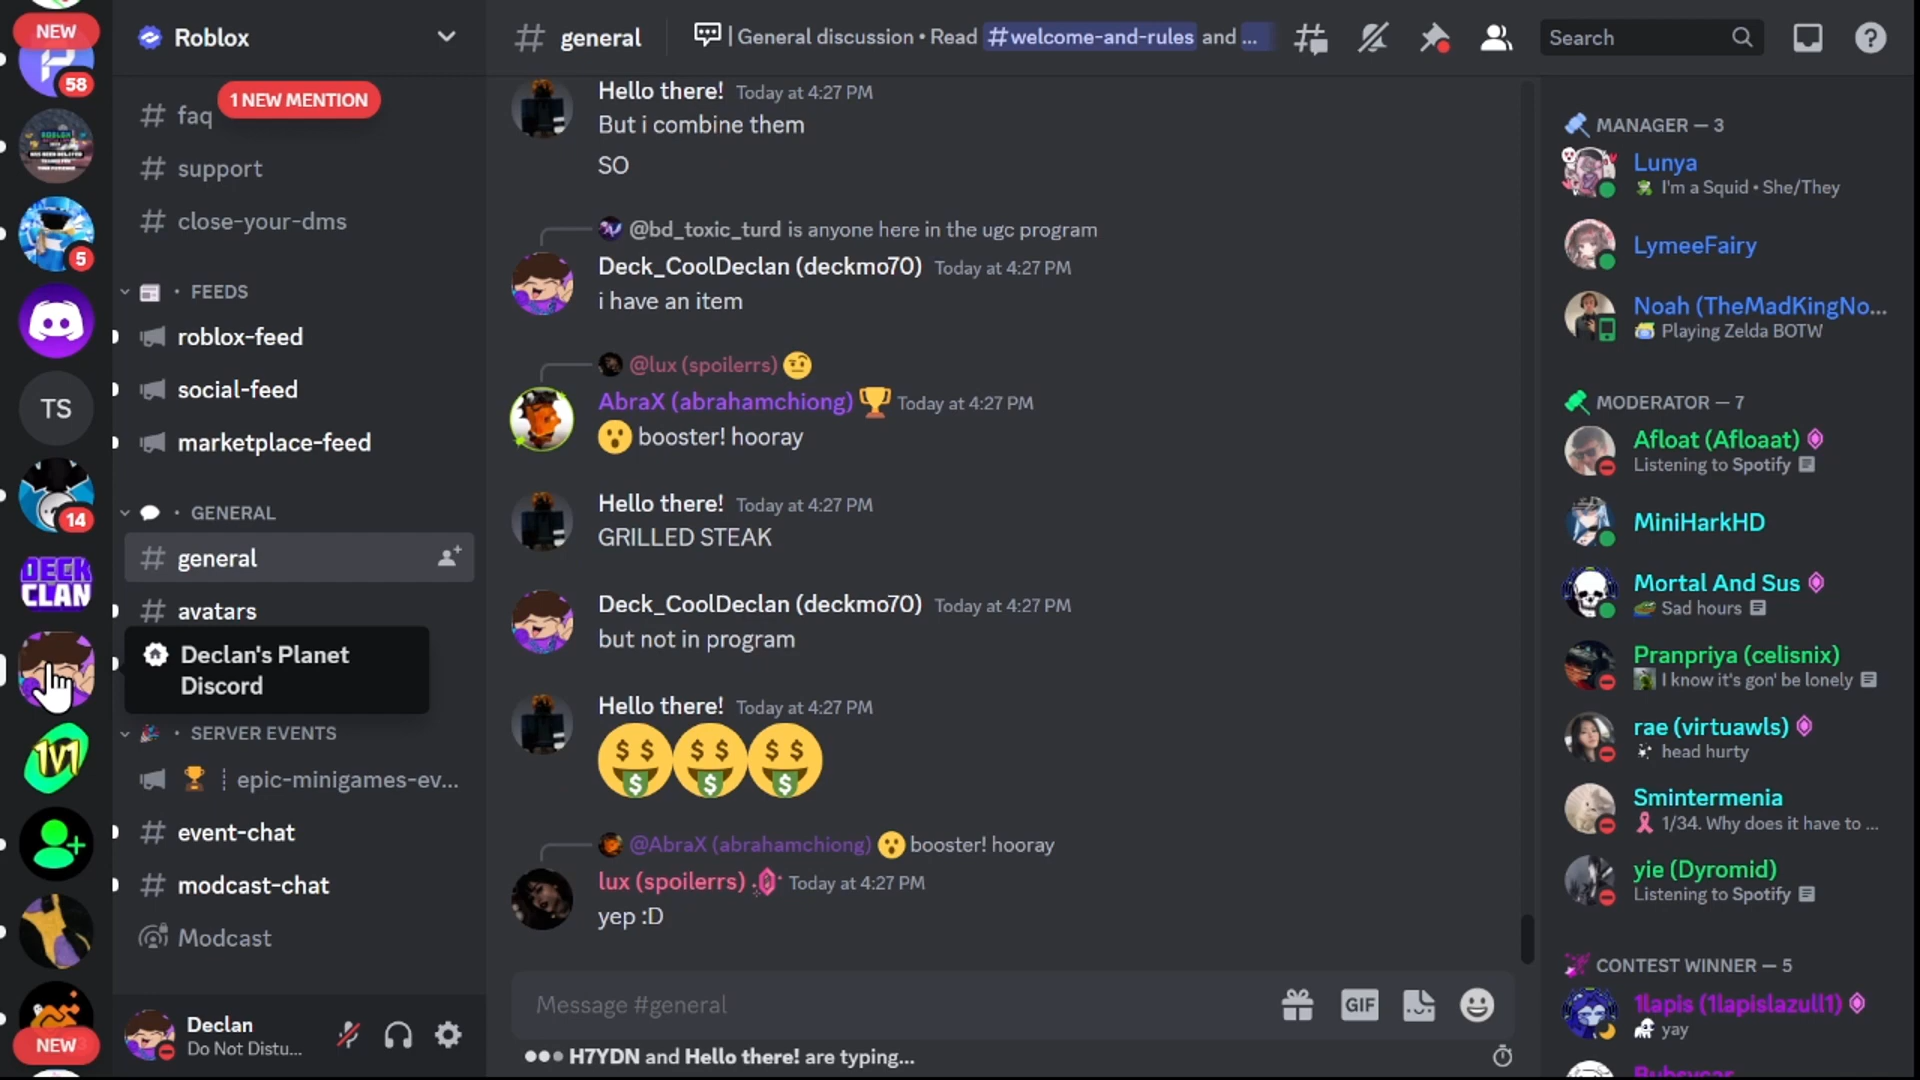 NEW
58
5
TS
14
DECK
CLAN
1V1
NEW
Roblox
1 NEW MENTION
faq
support
close-your-dms
• FEEDS
roblox-feed
social-feed
marketplace-feed
• GENERAL
general
avatars
Declan's Planet
Discord
• SERVER EVENTS
epic-minigames-ev...
event-chat
modcast-chat
Modcast
Declan
Do Not Distu...
# general
| General discussion • Read #welcome-and-rules and ...
Search
Hello there! Today at 4:27 PM
But i combine them
SO
@bd_toxic_turd is anyone here in the ugc program
Deck_CoolDeclan (deckmo70) Today at 4:27 PM
i have an item
@lux (spoilerrs) 🤨
AbraX (abrahamchiong) 🏆 Today at 4:27 PM
😮 booster! hooray
Hello there! Today at 4:27 PM
GRILLED STEAK
Deck_CoolDeclan (deckmo70) Today at 4:27 PM
but not in program
Hello there! Today at 4:27 PM
🤑🤑🤑
@AbraX (abrahamchiong) 😮 booster! hooray
lux (spoilerrs) Today at 4:27 PM
yep :D
Message #general
GIF
H7YDN and Hello there! are typing...
MANAGER — 3
Lunya
I'm a Squid • She/They
LymeeFairy
Noah (TheMadKingNo...
Playing Zelda BOTW
MODERATOR — 7
Afloat (Afloaat)
Listening to Spotify
MiniHarkHD
Mortal And Sus
Sad hours
Pranpriya (celisnix)
I know it's gon' be lonely
rae (virtuawls)
head hurty
Smintermenia
1/34. Why does it have to ...
yie (Dyromid)
Listening to Spotify
CONTEST WINNER — 5
1lapis (1lapislazull1)
yay